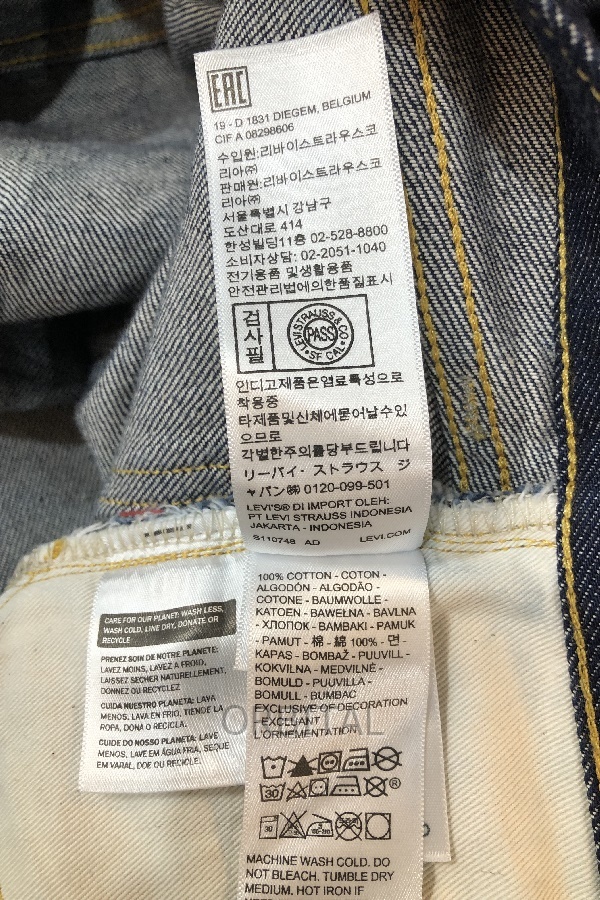 EAC
19 - D 1831 DIEGEM, BELGIUM
CIF A 08298606
수입원:리바이스트라우스코
리아㈜
판매원:리바이스트라우스코
리아㈜
서울특별시 강남구
도산대로 414
한성빌딩11층 02-528-8800
소비자상담: 02-2051-1040
전기용품 및생활용품
안전관리법에의한품질표시
검사필
LEVI STRAUSS & CO
PASS
SF CAL
인디고제품은염료특성으로
착용중
타제품및신체에묻어날수있
으므로
각별한주의를당부드립니다
リーバイ・ストラウス ジ
ャパン㈱ 0120-099-501
LEVI'S® DI IMPORT OLEH:
PT LEVI STRAUSS INDONESIA
JAKARTA - INDONESIA
S110748 AD LEVI.COM
CARE FOR OUR PLANET: WASH LESS,
WASH COLD, LINE DRY, DONATE OR
RECYCLE
PRENEZ SOIN DE NOTRE PLANETE:
LAVEZ MOINS, LAVEZ A FROID,
LAISSEZ SECHER NATURELLEMENT,
DONNEZ OU RECYCLEZ
CUIDA NUESTRO PLANETA: LAVA
MENOS, LAVA EN FRIO, TIENDE LA
ROPA, DONA O RECICLA.
CUIDE DO NOSSO PLANETA: LAVE
MENOS, LAVE EM ÁGUA FRIA, SEQUE
EM VARAL, DOE OU RECICLE.
100% COTTON - COTON -
ALGODÓN - ALGODÃO -
COTONE - BAUMWOLLE -
KATOEN - BAWEŁNA - BAVLNA
- ХЛОПОК - BAMBAKI - PAMUK
- PAMUT - 棉 - 綿 100% - 면 -
KAPAS - BOMBAŽ - PUUVILL -
KOKVILNA - MEDVILNĖ -
BOMULD - PUUVILLA -
BOMULL - BUMBAC
EXCLUSIVE OF DECORATION
- EXCLUANT
L'ORNEMENTATION
30
®
30
MACHINE WASH COLD. DO
NOT BLEACH. TUMBLE DRY
MEDIUM. HOT IRON IF